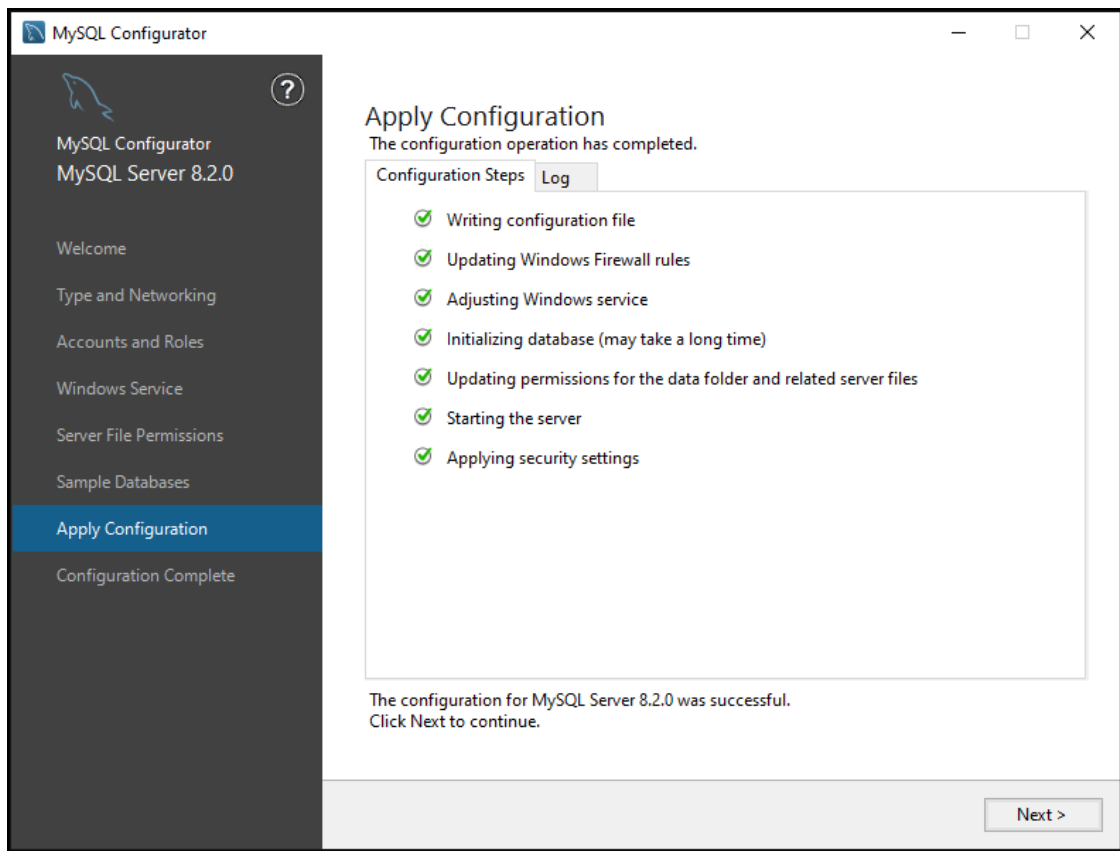 MySQL Configurator
?
MySQL Configurator
MySQL Server 8.2.0
Welcome
Type and Networking
Accounts and Roles
Windows Service
Server File Permissions
Sample Databases
Apply Configuration
Configuration Complete
Apply Configuration
The configuration operation has completed.
Configuration Steps Log
Writing configuration file
Updating Windows Firewall rules
Adjusting Windows service
Initializing database (may take a long time)
Updating permissions for the data folder and related server files
Starting the server
Applying security settings
The configuration for MySQL Server 8.2.0 was successful.
Click Next to continue.
Next >